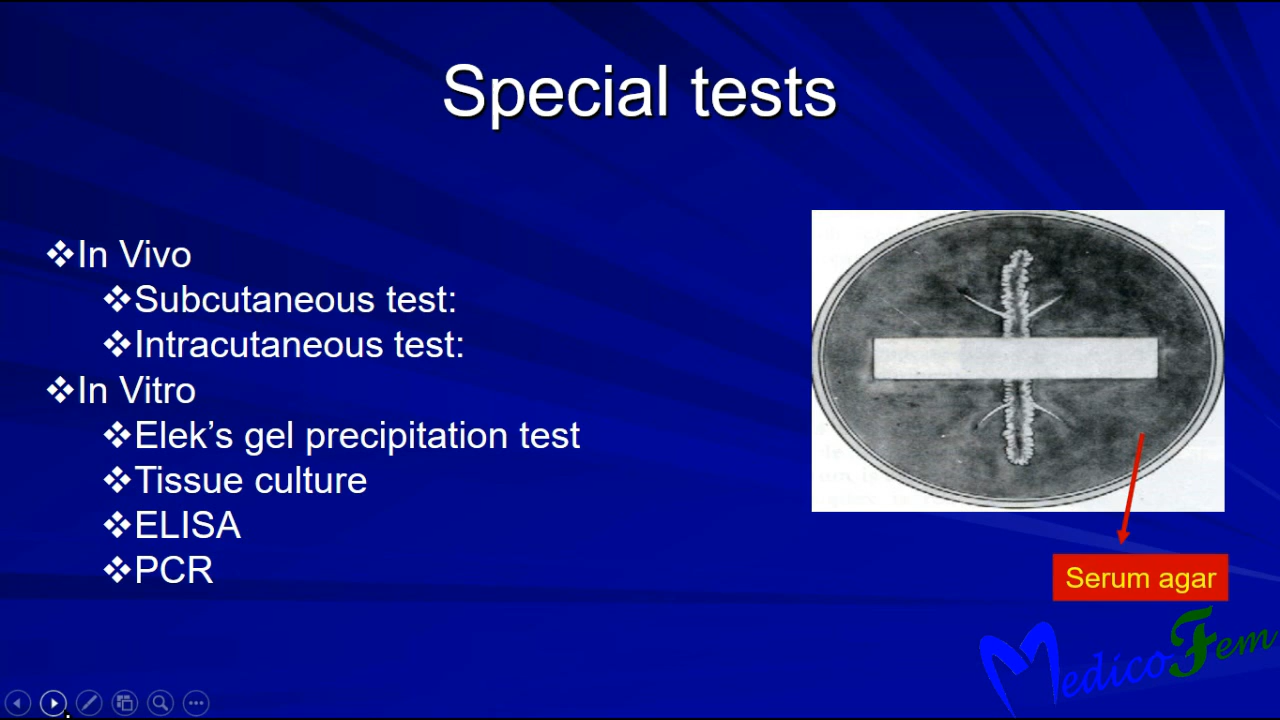 Special tests
❖In Vivo
❖Subcutaneous test:
❖Intracutaneous test:
❖In Vitro
❖Elek’s gel precipitation test
❖Tissue culture
❖ELISA
❖PCR
Serum agar
MedicoFem